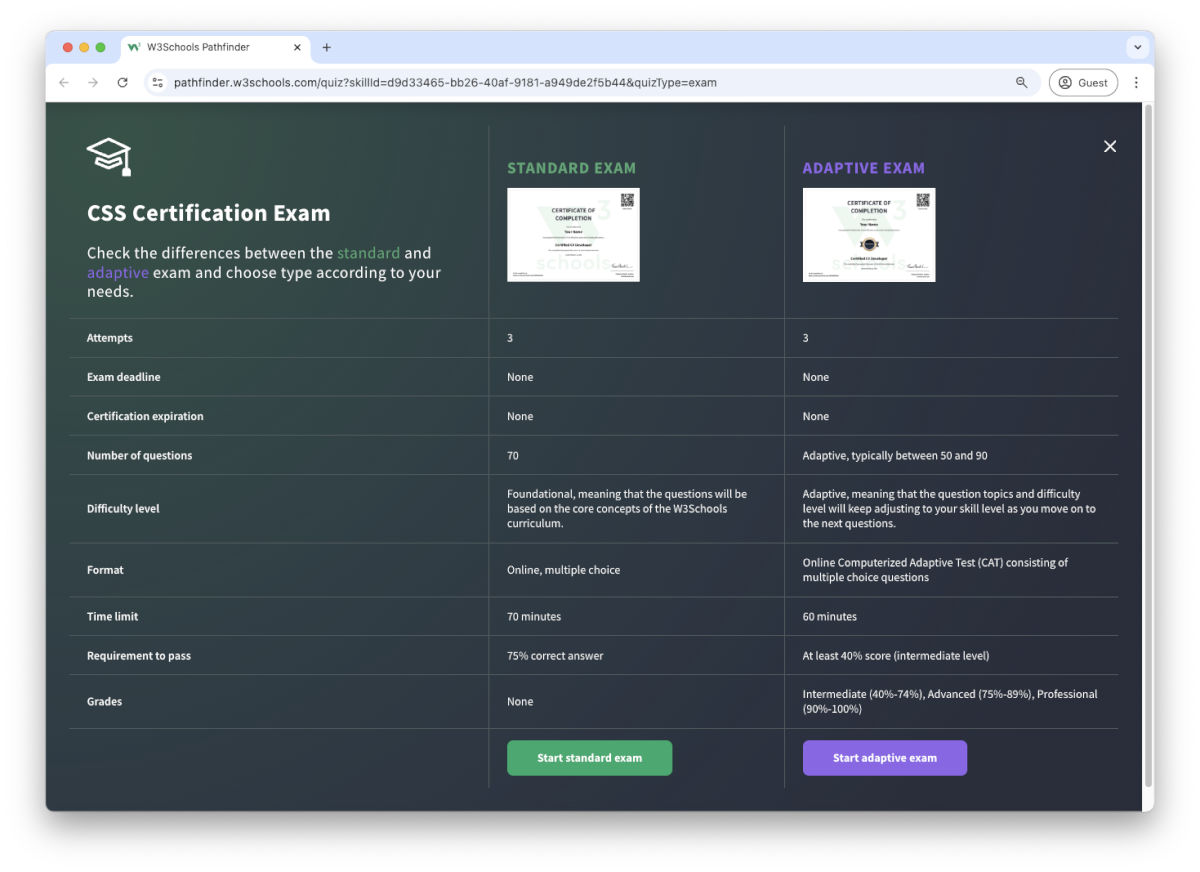 W3Schools Pathfinder
pathfinder.w3schools.com/quiz?skillId=d9d33465-bb26-40af-9181-a949de2f5b44&quizType=exam
Guest
CSS Certification Exam
Check the differences between the standard and
adaptive exam and choose type according to your
needs.
STANDARD EXAM
CERTIFICATE OF
COMPLETION
Your Name
schools
ADAPTIVE EXAM
CERTIFICATE OF
COMPLETION
Your Name
Attempts
3
3
Exam deadline
None
None
Certification expiration
None
None
Number of questions
70
Adaptive, typically between 50 and 90
Difficulty level
Foundational, meaning that the questions will be
based on the core concepts of the W3Schools
curriculum.
Adaptive, meaning that the question topics and difficulty
level will keep adjusting to your skill level as you move on to
the next questions.
Format
Online, multiple choice
Online Computerized Adaptive Test (CAT) consisting of
multiple choice questions
Time limit
70 minutes
60 minutes
Requirement to pass
75% correct answer
At least 40% score (intermediate level)
Grades
None
Intermediate (40%-74%), Advanced (75%-89%), Professional
(90%-100%)
Start standard exam
Start adaptive exam